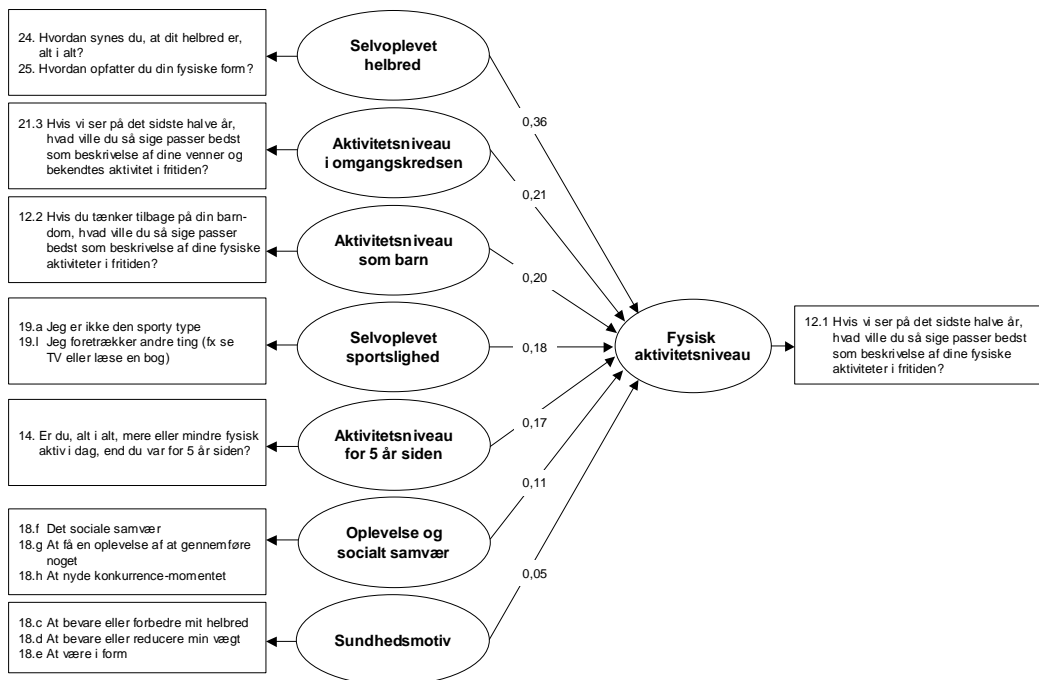 24. Hvordan synes du, at dit helbred er,
alt i alt?
25. Hvordan opfatter du din fysiske form?
Selvoplevet
helbred
0,36
21.3 Hvis vi ser på det sidste halve år,
hvad ville du så sige passer bedst
som beskrivelse af dine venner og
bekendtes aktivitet i fritiden?
Aktivitetsniveau
i omgangskredsen
0,21
12.2 Hvis du tænker tilbage på din barn-
dom, hvad ville du så sige passer
bedst som beskrivelse af dine fysiske
aktiviteter i fritiden?
Aktivitetsniveau
som barn
0,20
19.a Jeg er ikke den sporty type
19.l Jeg foretrækker andre ting (fx se
TV eller læse en bog)
Selvoplevet
sportslighed
0,18
Fysisk
aktivitetsniveau
12.1 Hvis vi ser på det sidste halve år,
hvad ville du så sige passer bedst
som beskrivelse af dine fysiske
aktiviteter i fritiden?
14. Er du, alt i alt, mere eller mindre fysisk
aktiv i dag, end du var for 5 år siden?
Aktivitetsniveau
for 5 år siden
0,17
18.f Det sociale samvær
18.g At få en oplevelse af at gennemføre
noget
18.h At nyde konkurrence-momentet
Oplevelse og
socialt samvær
0,11
18.c At bevare eller forbedre mit helbred
18.d At bevare eller reducere min vægt
18.e At være i form
Sundhedsmotiv
0,05